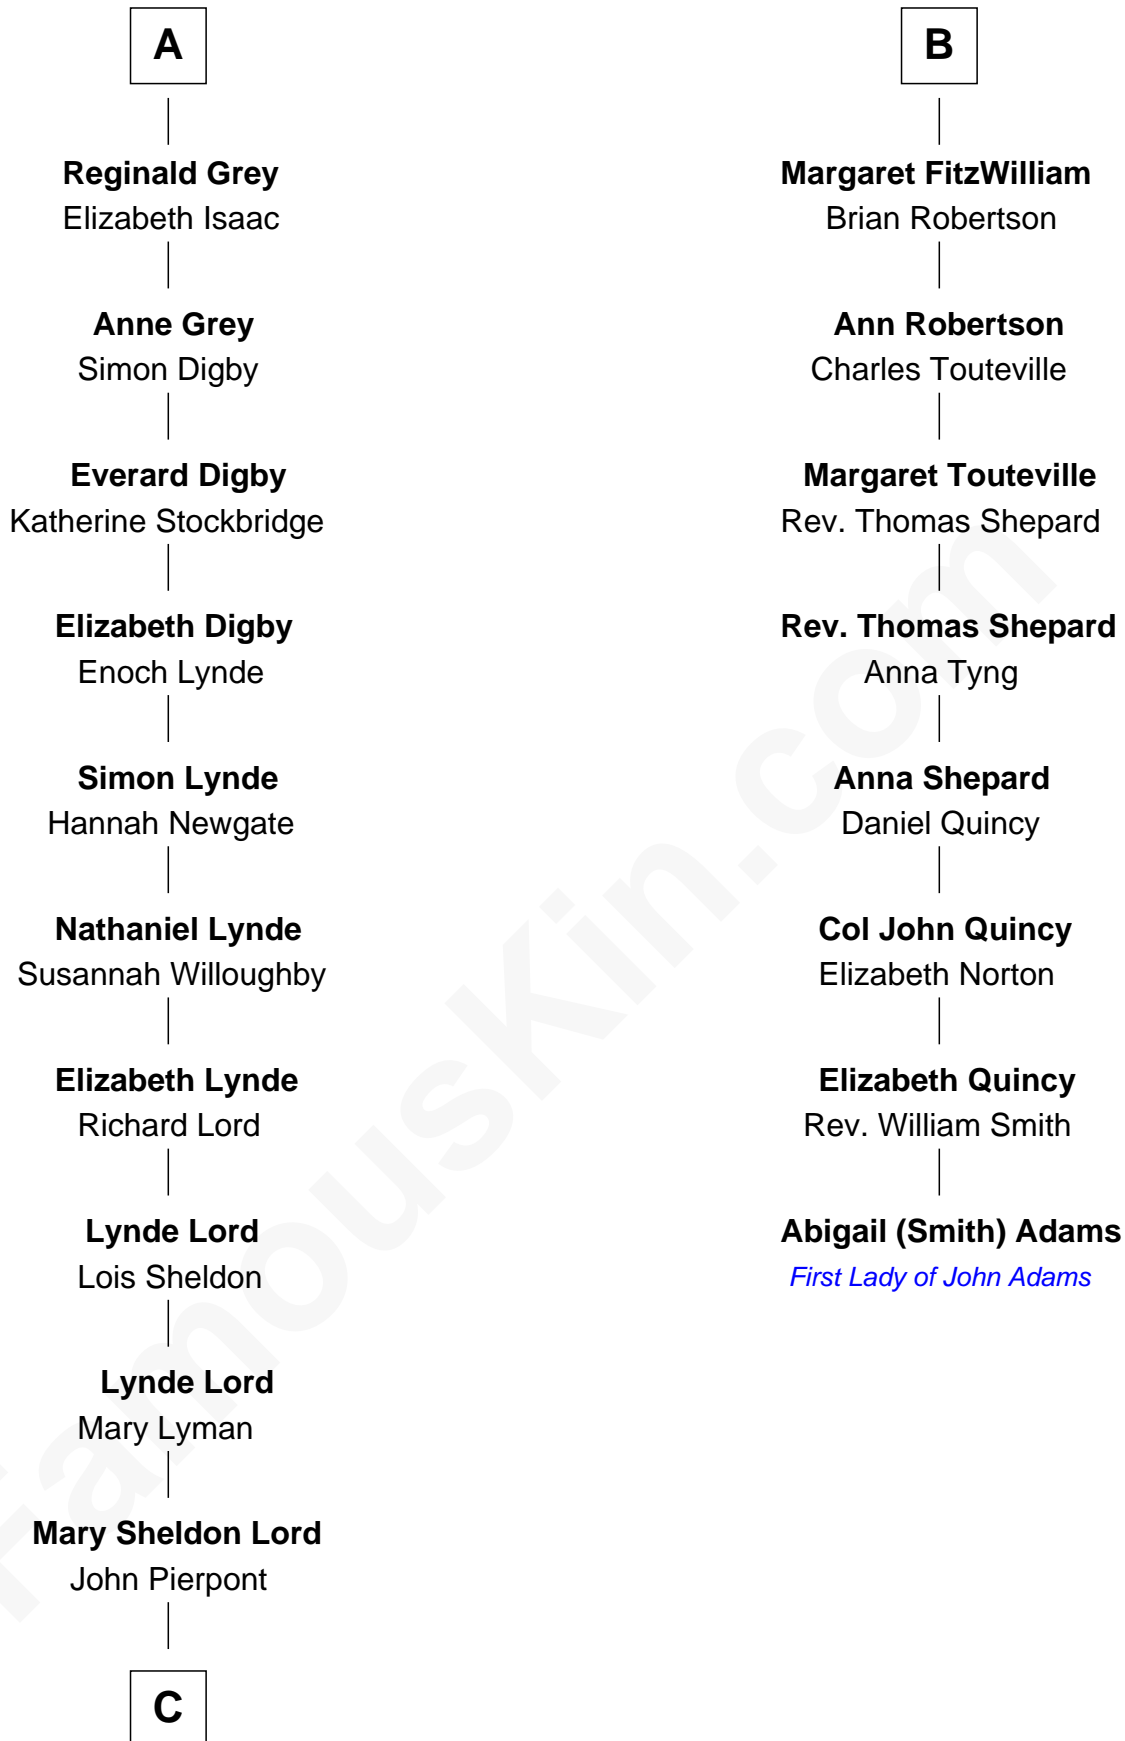 A
Reginald Grey
Elizabeth Isaac
Anne Grey
Simon Digby
Everard Digby
Katherine Stockbridge
Elizabeth Digby
Enoch Lynde
Simon Lynde
Hannah Newgate
Nathaniel Lynde
Susannah Willoughby
Elizabeth Lynde
Richard Lord
Lynde Lord
Lois Sheldon
Lynde Lord
Mary Lyman
Mary Sheldon Lord
John Pierpont
C
B
Margaret FitzWilliam
Brian Robertson
Ann Robertson
Charles Touteville
Margaret Touteville
Rev. Thomas Shepard
Rev. Thomas Shepard
Anna Tyng
Anna Shepard
Daniel Quincy
Col John Quincy
Elizabeth Norton
Elizabeth Quincy
Rev. William Smith
Abigail (Smith) Adams
First Lady of John Adams
FamousKin.com